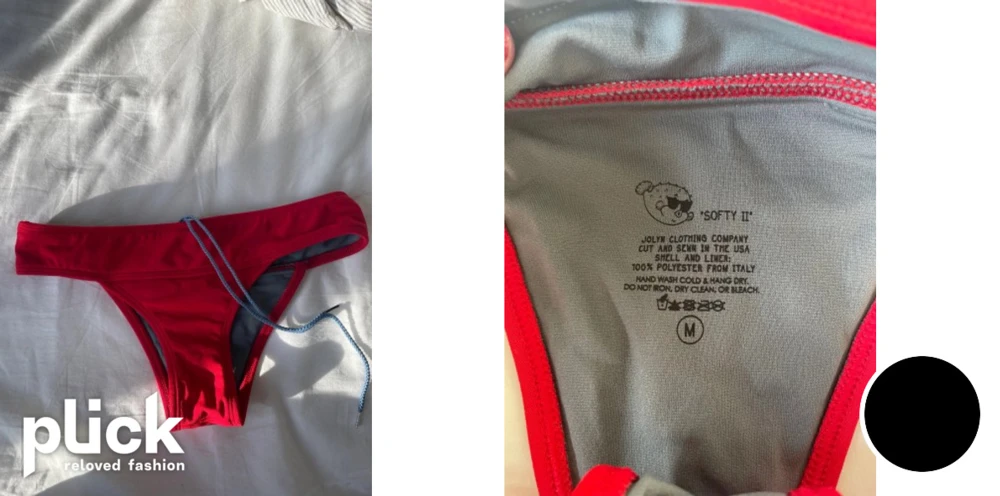 plick
reloved fashion
"SOFTY II"
JOLYN CLOTHING COMPANY
CUT AND SEWN IN THE USA
SHELL AND LINER:
100% POLYESTER FROM ITALY
HAND WASH COLD & HANG DRY.
DO NOT IRON, DRY CLEAN, OR BLEACH.
M